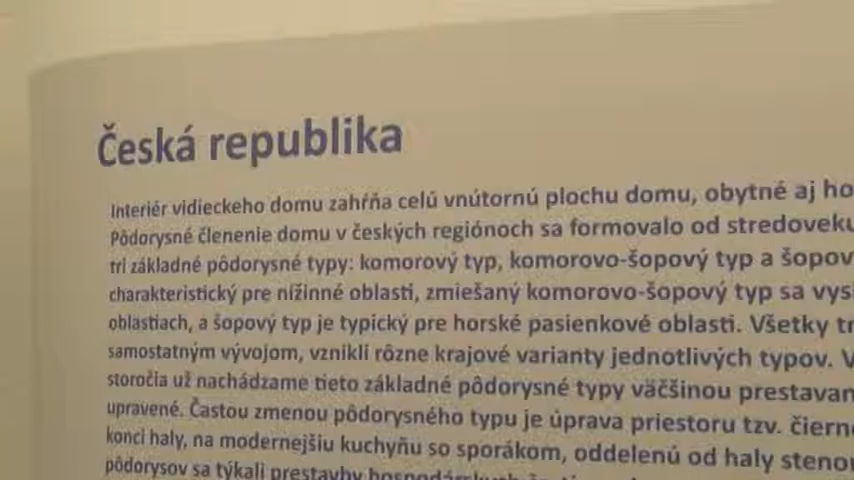 Česká republika
Interiér vidieckeho domu zahŕňa celú vnútornú plochu domu, obytné aj ho
Pôdorysné členenie domu v českých regiónoch sa formovalo od stredoveku
tri základné pôdorysné typy: komorový typ, komorovo-šopový typ a šopov
charakteristický pre nížinné oblasti, zmiešaný komorovo-šopový typ sa vys
oblastiach, a šopový typ je typický pre horské pasienkové oblasti. Všetky tr
samostatným vývojom, vznikli rôzne krajové varianty jednotlivých typov. V
storočia už nachádzame tieto základné pôdorysné typy väčšinou prestavan
upravené. Častou zmenou pôdorysného typu je úprava priestoru tzv. čierne
konci haly, na modernejšiu kuchyňu so sporákom, oddelenú od haly steno
pôdorysov sa týkali prestavby hospodárskych